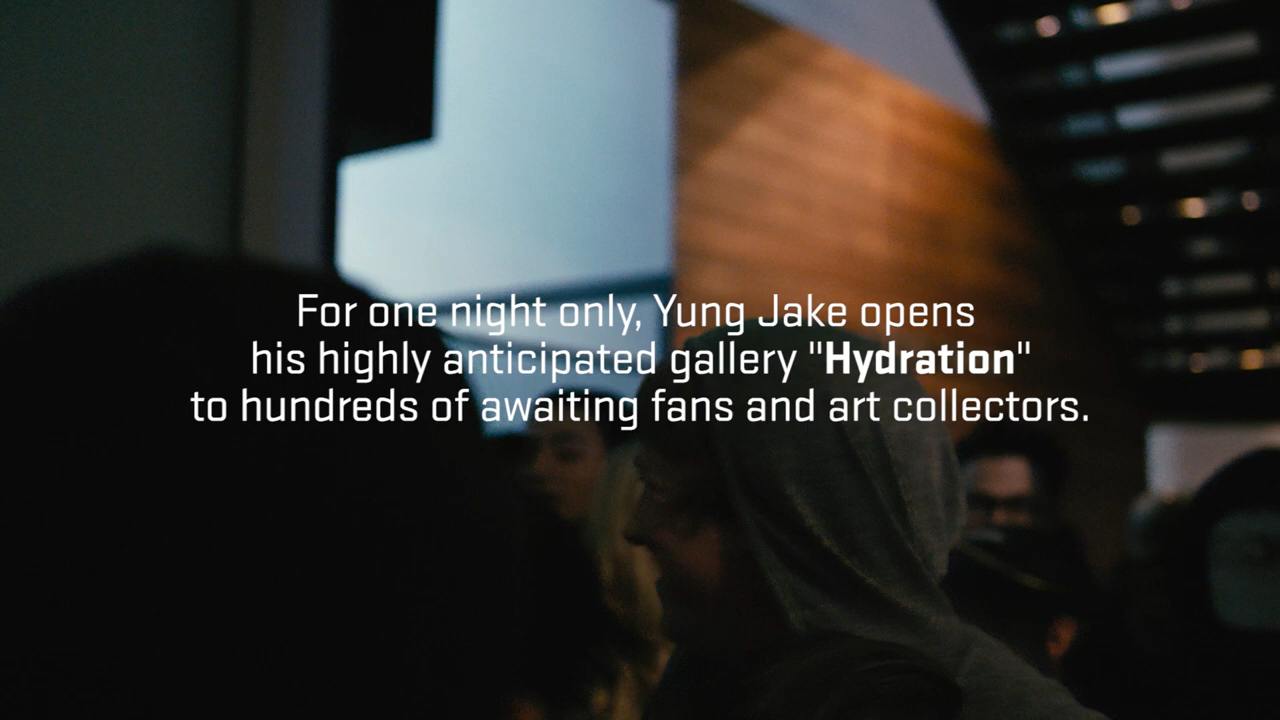 For one night only, Yung Jake opens
his highly anticipated gallery "Hydration"
to hundreds of awaiting fans and art collectors.